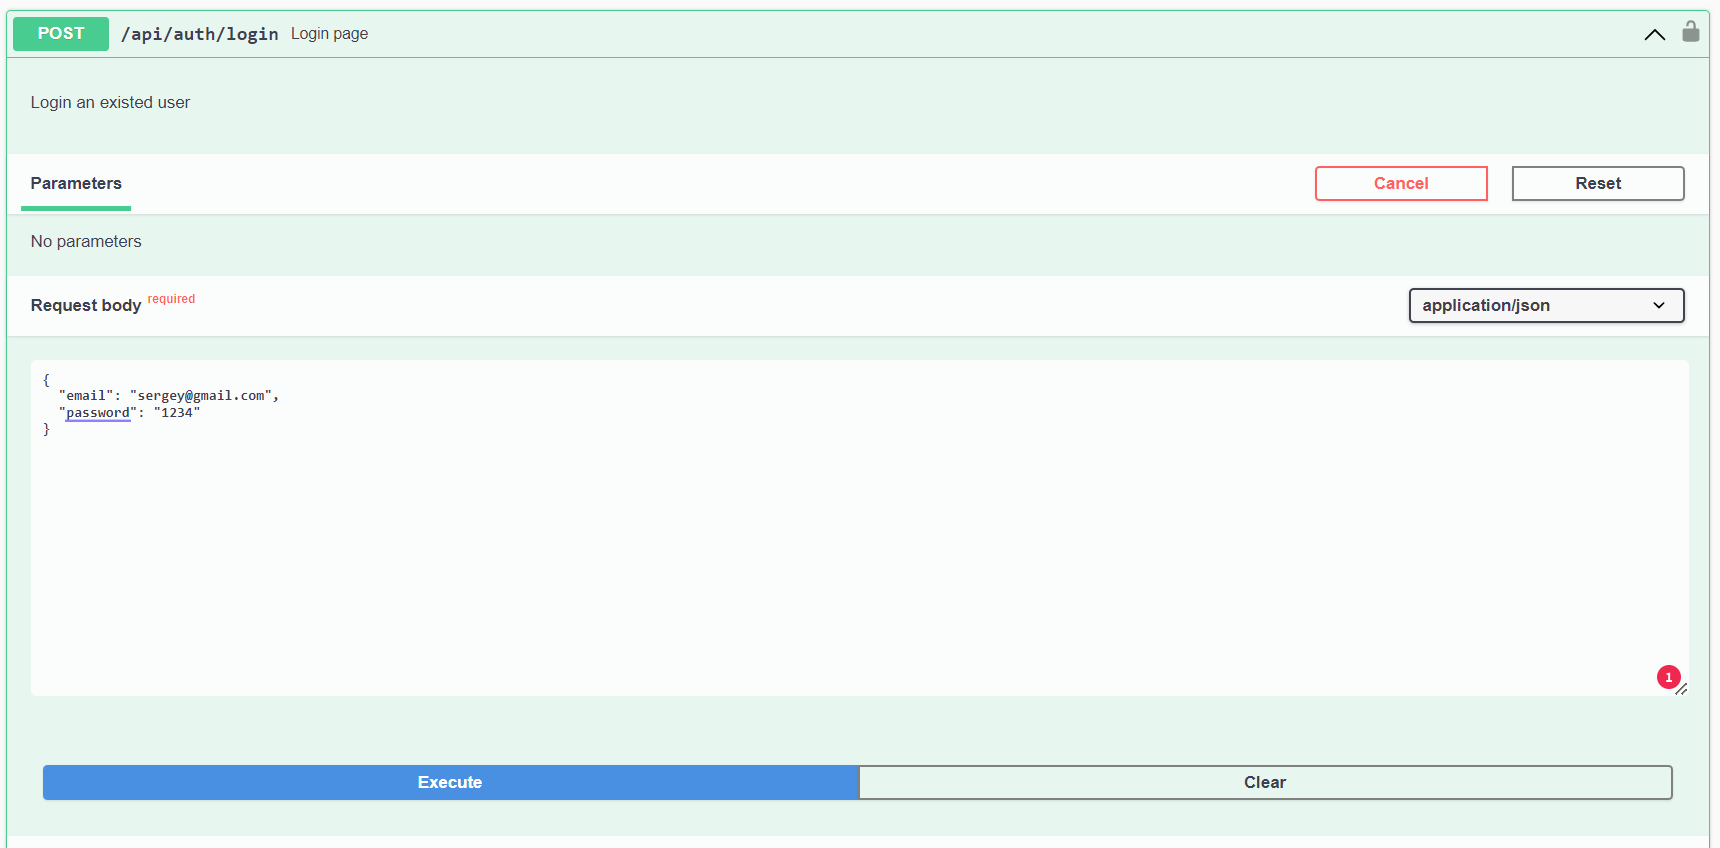 POST /api/auth/login Login page
Login an existed user
Parameters Cancel Reset
No parameters
Request body required application/json
{
  "email": "sergey@gmail.com",
  "password": "1234"
}
1
Execute Clear